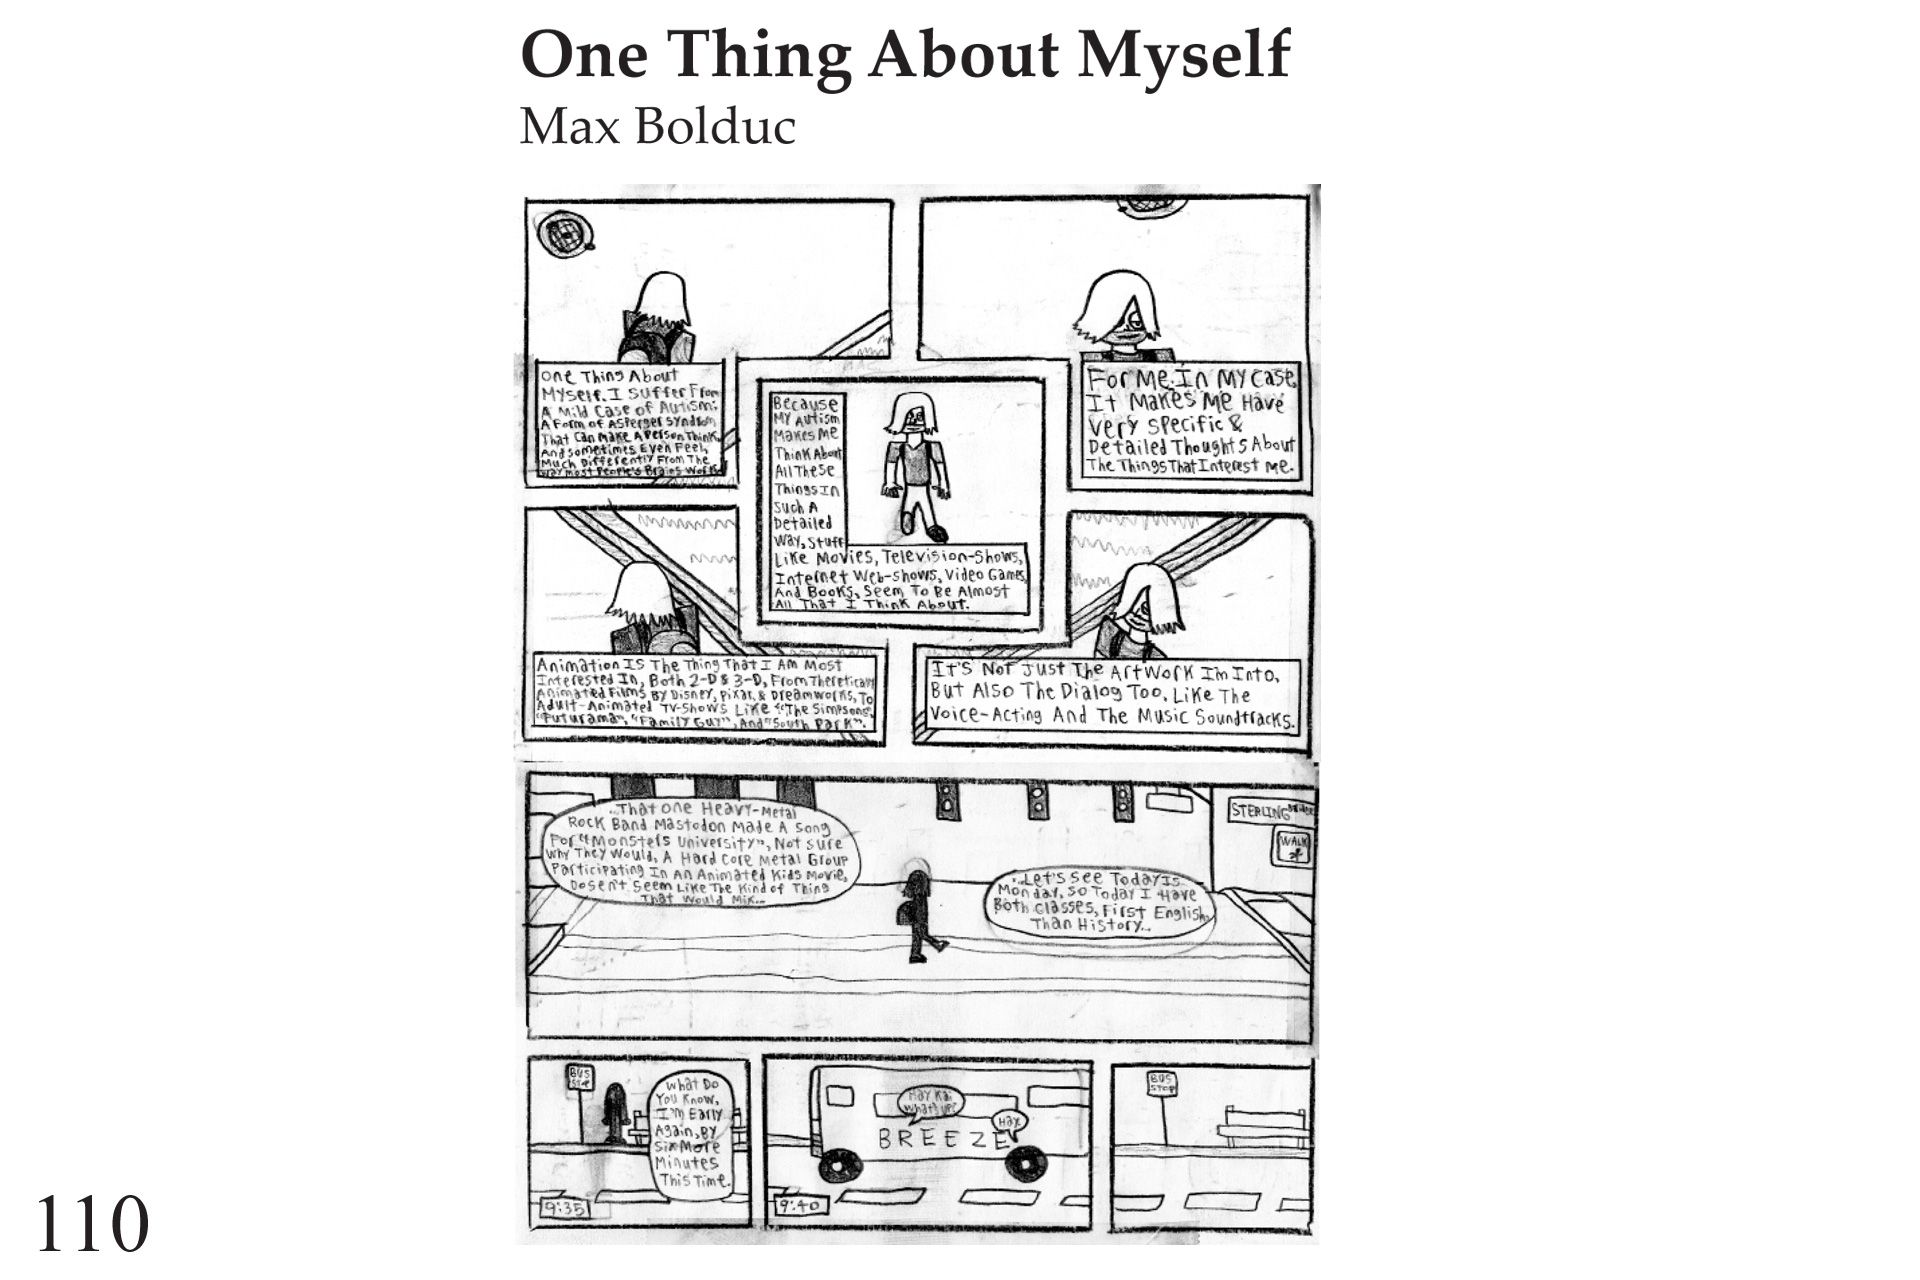 One Thing About Myself
Max Bolduc
One Thing About
Myself. I Suffer From
A Mild Case of Autism;
A Form of Asperger Syndrom
That Can Make A Person Think,
And Sometimes Even Feel,
Much Differently From The
Way Most People's Brains Works.
For Me. In My Case,
It Makes Me Have
Very Specific &
Detailed Thoughts About
The Things That Interest Me.
Because
My Autism
Makes Me
Think About
All These
Things In
Such A
Detailed
Way, Stuff
Like Movies, Television-Shows,
Internet Web-Shows, Video Games,
And Books, Seem To Be Almost
All That I Think About.
Animation Is The Thing That I Am Most
Interested In, Both 2-D & 3-D, From Thereticaly
Animated Films By Disney, Pixar, & Dreamworks, To
Adult-Animated TV-Shows Like "The Simpsons",
"Futurama", "Family Guy", And "South Park".
It's Not Just The Artwork I'm Into,
But Also The Dialog Too, Like The
Voice-Acting And The Music Soundtracks.
...That One Heavy-Metal
Rock Band Mastodon Made A Song
For "Monsters University", Not Sure
Why They Would, A Hard Core Metal Group
Participating In An Animated Kids Movie,
Dosen't Seem Like The Kind of Thing
That Would Mix...
...Let's See Today Is
Monday, So Today I Have
Both Classes, First English,
Than History...
STERLING
WALK
BUS
STOP
What Do
You Know,
I'm Early
Again, By
Six More
Minutes
This Time.
9:35
Hay Kai
What's up?
Hay.
BREEZE
9:40
BUS
STOP
110